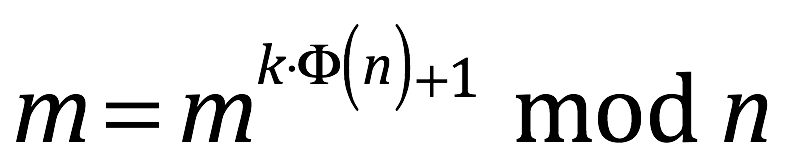 m = m^{k·Φ(n)+1} mod n